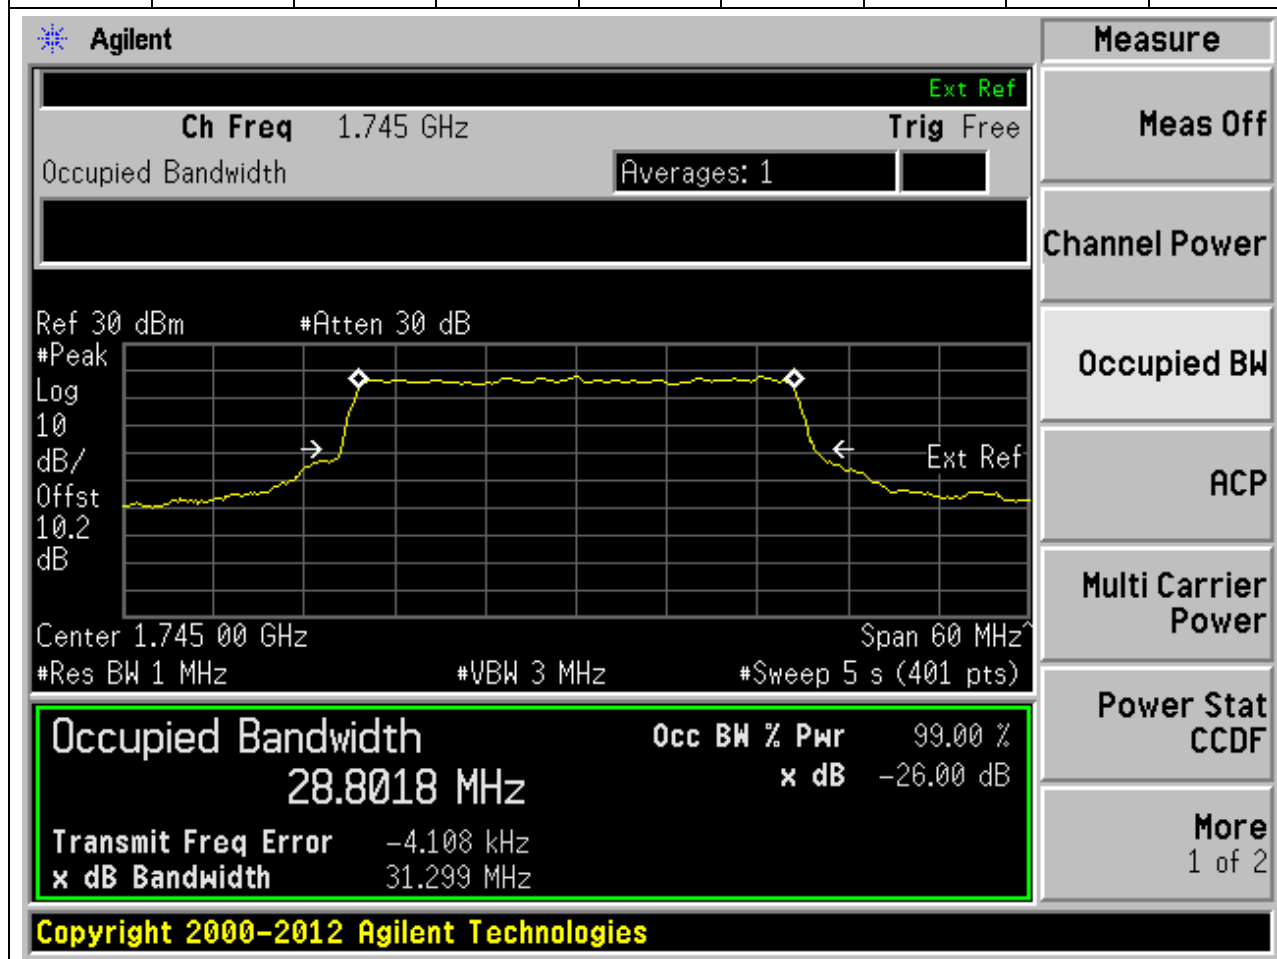 Agilent
Measure
Ext Ref
Ch Freq 1.745 GHz Trig Free
Meas Off
Occupied Bandwidth Averages: 1
Channel Power
Ref 30 dBm #Atten 30 dB
#Peak
Log
10
dB/
Offst
10.2
dB
Ext Ref
Occupied BW
ACP
Center 1.745 00 GHz Span 60 MHz^
#Res BW 1 MHz #VBW 3 MHz #Sweep 5 s (401 pts)
Multi Carrier
Power
Occupied Bandwidth Occ BW % Pwr 99.00 %
28.8018 MHz x dB -26.00 dB
Transmit Freq Error -4.108 kHz
x dB Bandwidth 31.299 MHz
Power Stat
CCDF
More
1 of 2
Copyright 2000-2012 Agilent Technologies